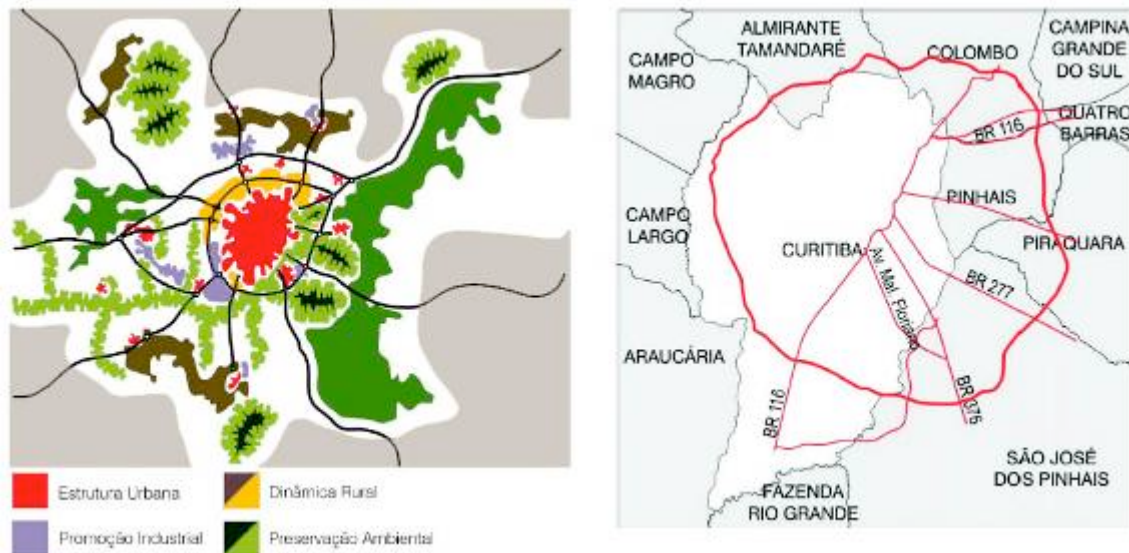 Estrutura Urbana
Dinâmica Rural
Promoção Industrial
Preservação Ambiental
ALMIRANTE
TAMANDARÉ
CAMPO
MAGRO
COLOMBO
CAMPINA
GRANDE
DO SUL
QUATRO
BARRAS
BR 116
PINHAIS
CAMPO
LARGO
PIRAQUARA
CURITIBA
Av. Mal. Floriano
BR 277
ARAUCÁRIA
BR 116
BR 376
SÃO JOSÉ
DOS PINHAIS
FAZENDA
RIO GRANDE